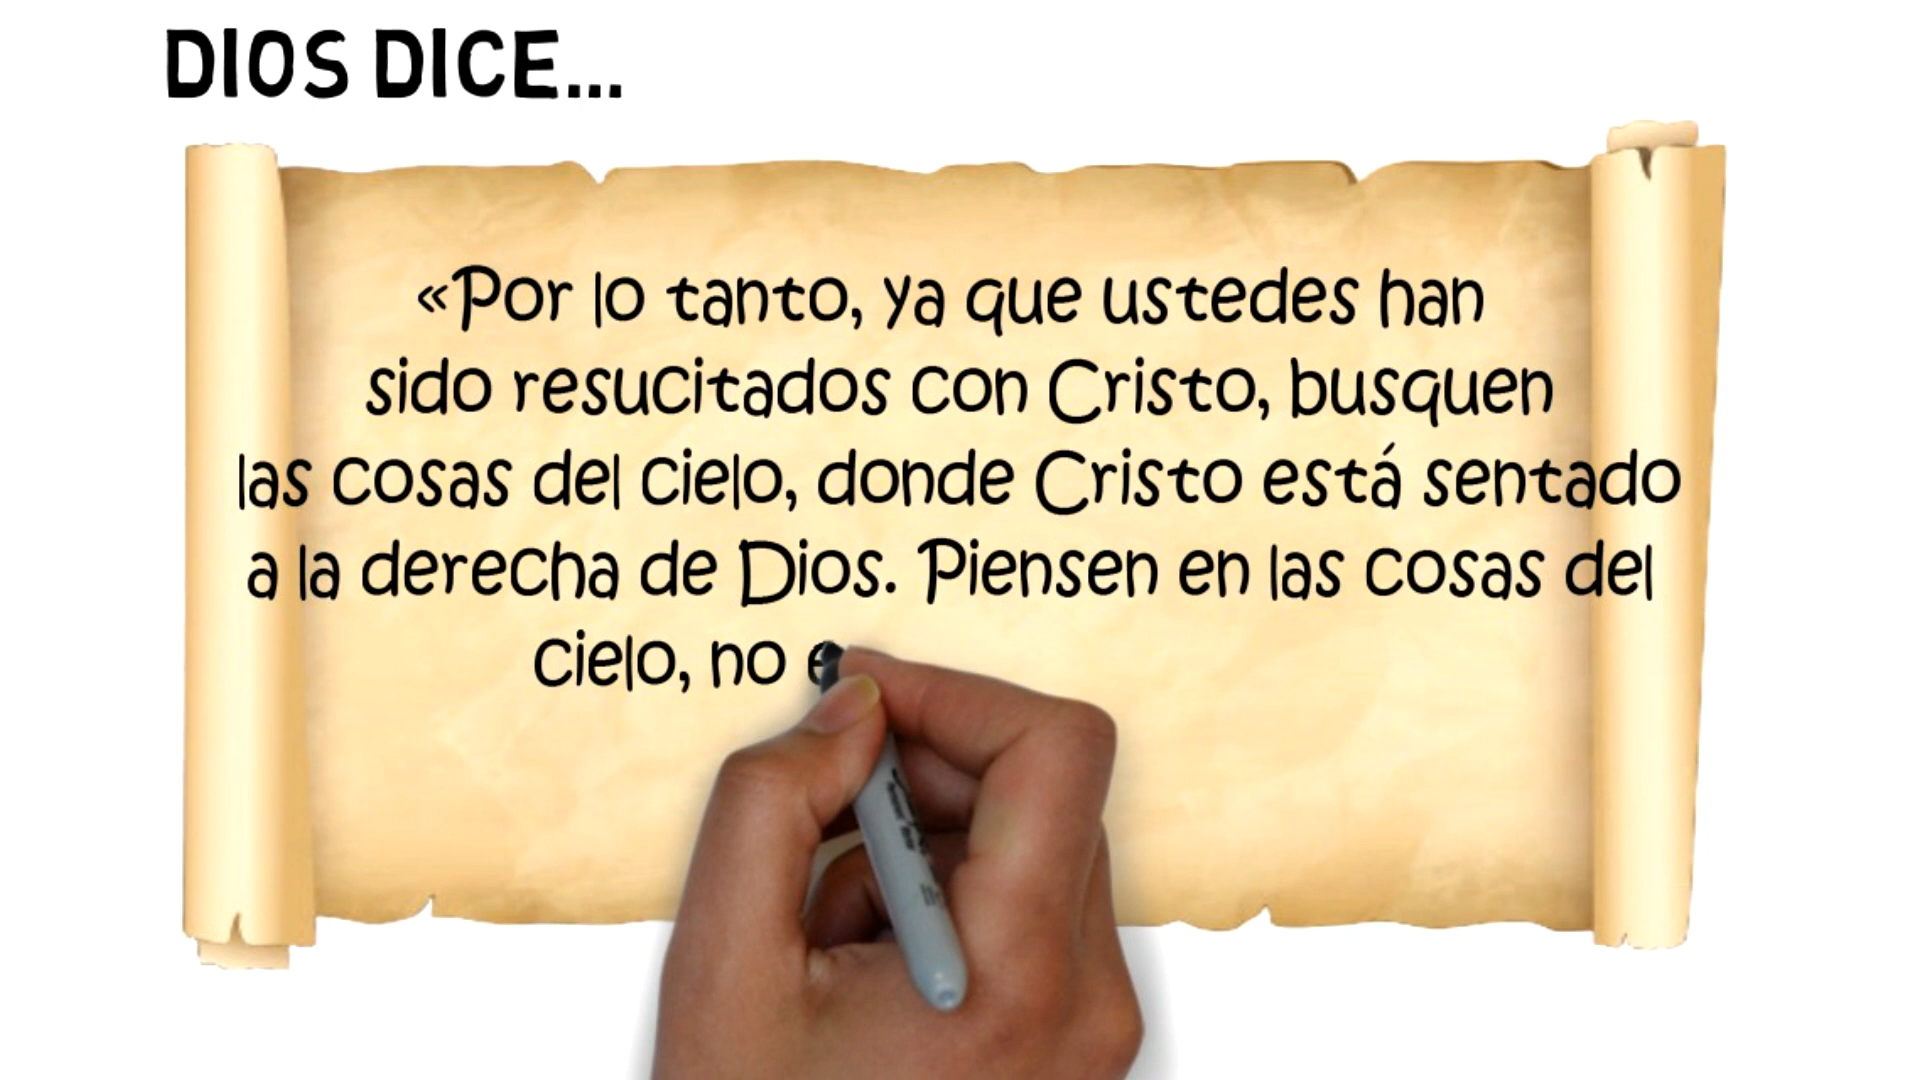 DIOS DICE...
«Por lo tanto, ya que ustedes han
sido resucitados con Cristo, busquen
las cosas del cielo, donde Cristo está sentado
a la derecha de Dios. Piensen en las cosas del
cielo, no e